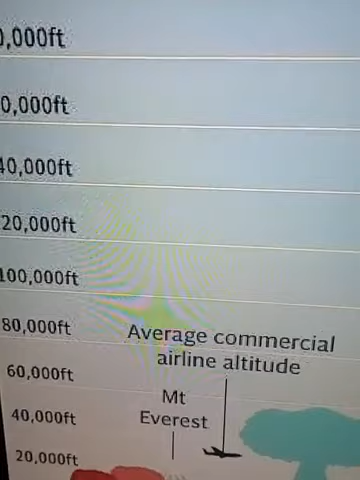 0,000ft
0,000ft
40,000ft
20,000ft
100,000ft
80,000ft
Average commercial
airline altitude
60,000ft
Mt
Everest
40,000ft
20,000ft